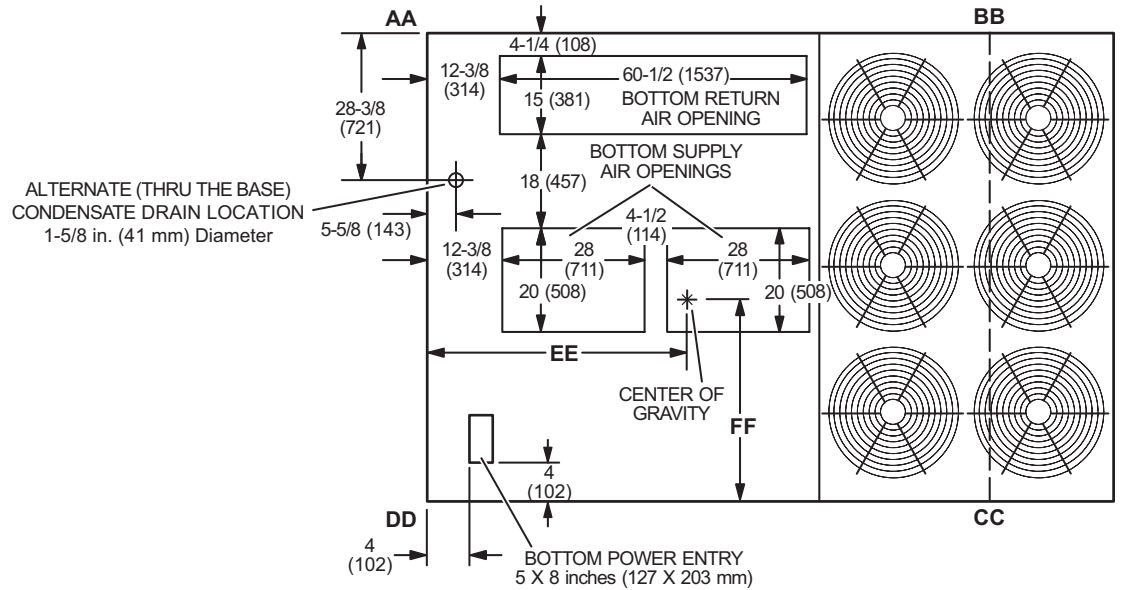 AA
BB
4-1/4 (108)
12-3/8
(314)
60-1/2 (1537)
15 (381)
BOTTOM RETURN
AIR OPENING
28-3/8
(721)
BOTTOM SUPPLY
AIR OPENINGS
18 (457)
ALTERNATE (THRU THE BASE)
CONDENSATE DRAIN LOCATION
1-5/8 in. (41 mm) Diameter
5-5/8 (143)
4-1/2
(114)
12-3/8
(314)
28
(711)
28
(711)
20 (508)
20 (508)
EE
CENTER OF
GRAVITY
FF
4
(102)
DD
CC
4
(102)
BOTTOM POWER ENTRY
5 X 8 inches (127 X 203 mm)